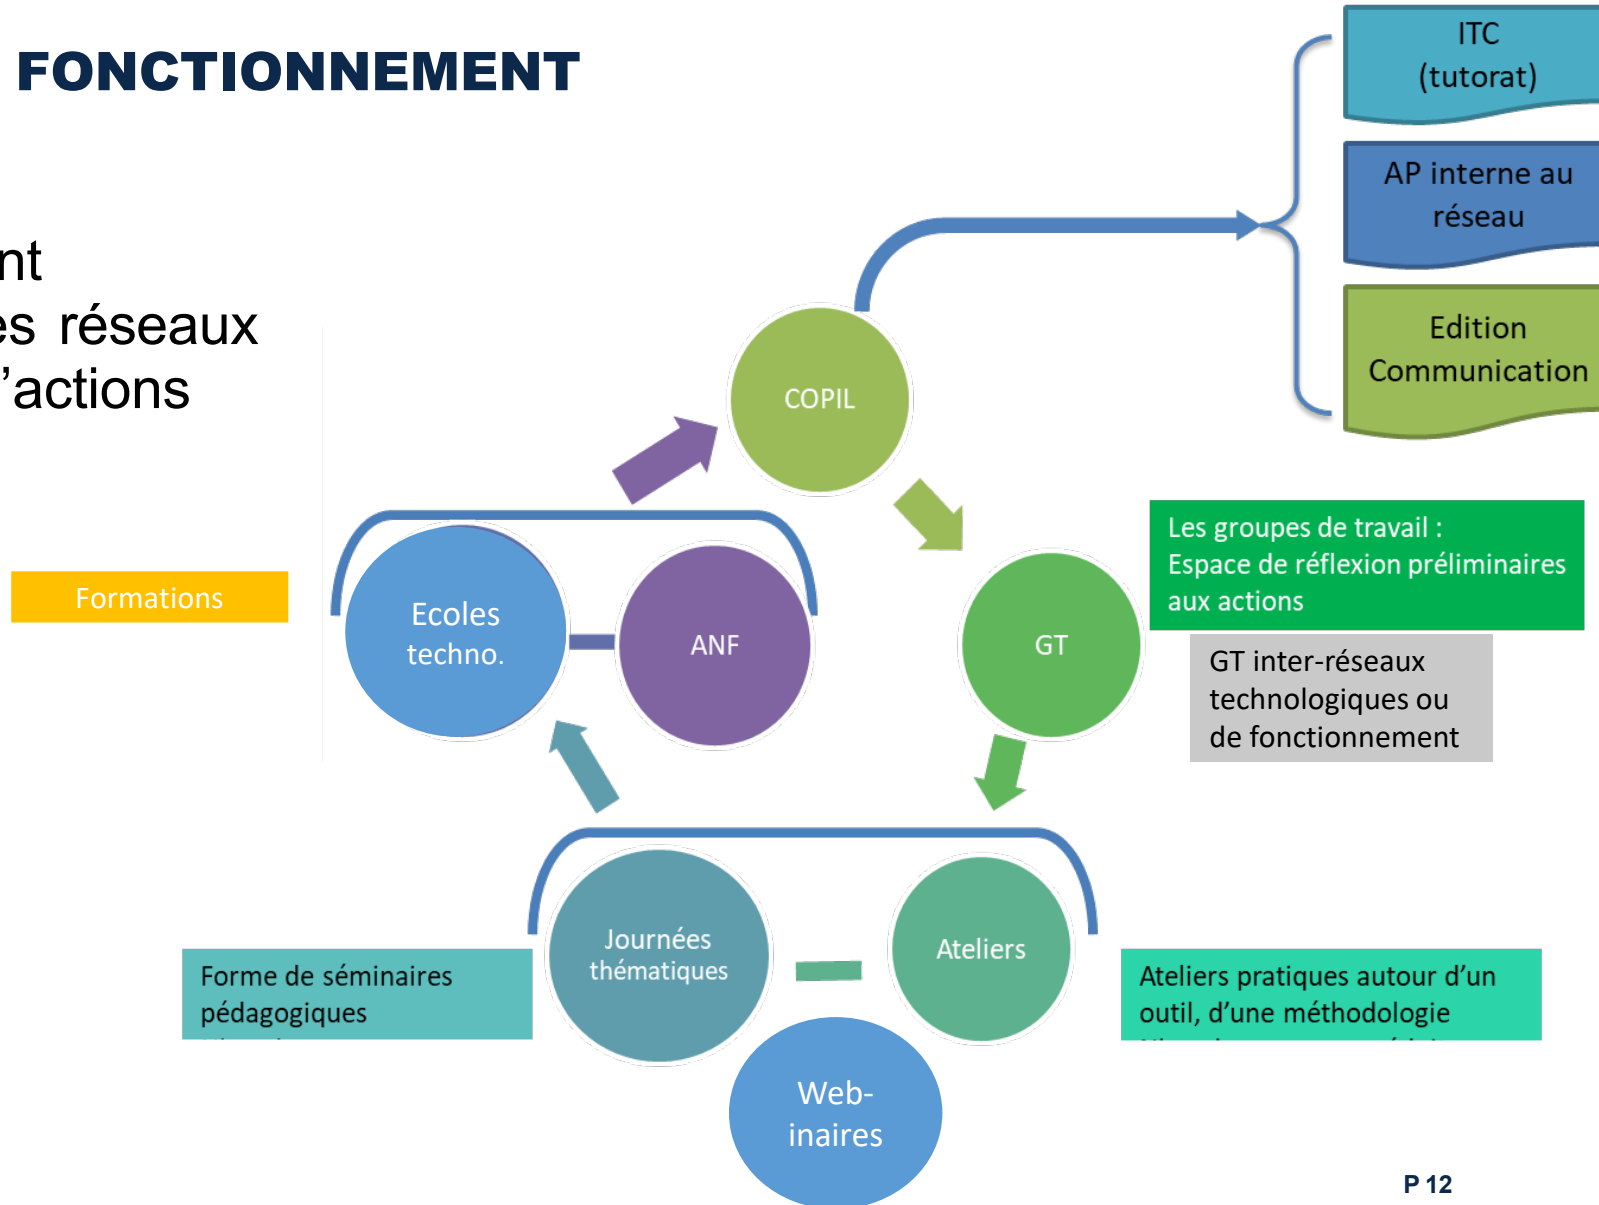 FONCTIONNEMENT
ITC
(tutorat)
AP interne au
réseau
Edition
Communication
nt
es réseaux
'actions
COPIL
Les groupes de travail :
Espace de réflexion préliminaires
aux actions
GT inter-réseaux
technologiques ou
de fonctionnement
Formations
Ecoles
techno.
ANF
GT
Journées
thématiques
Ateliers
Forme de séminaires
pédagogiques
Ateliers pratiques autour d’un
outil, d’une méthodologie
Web-
inaires
P 12